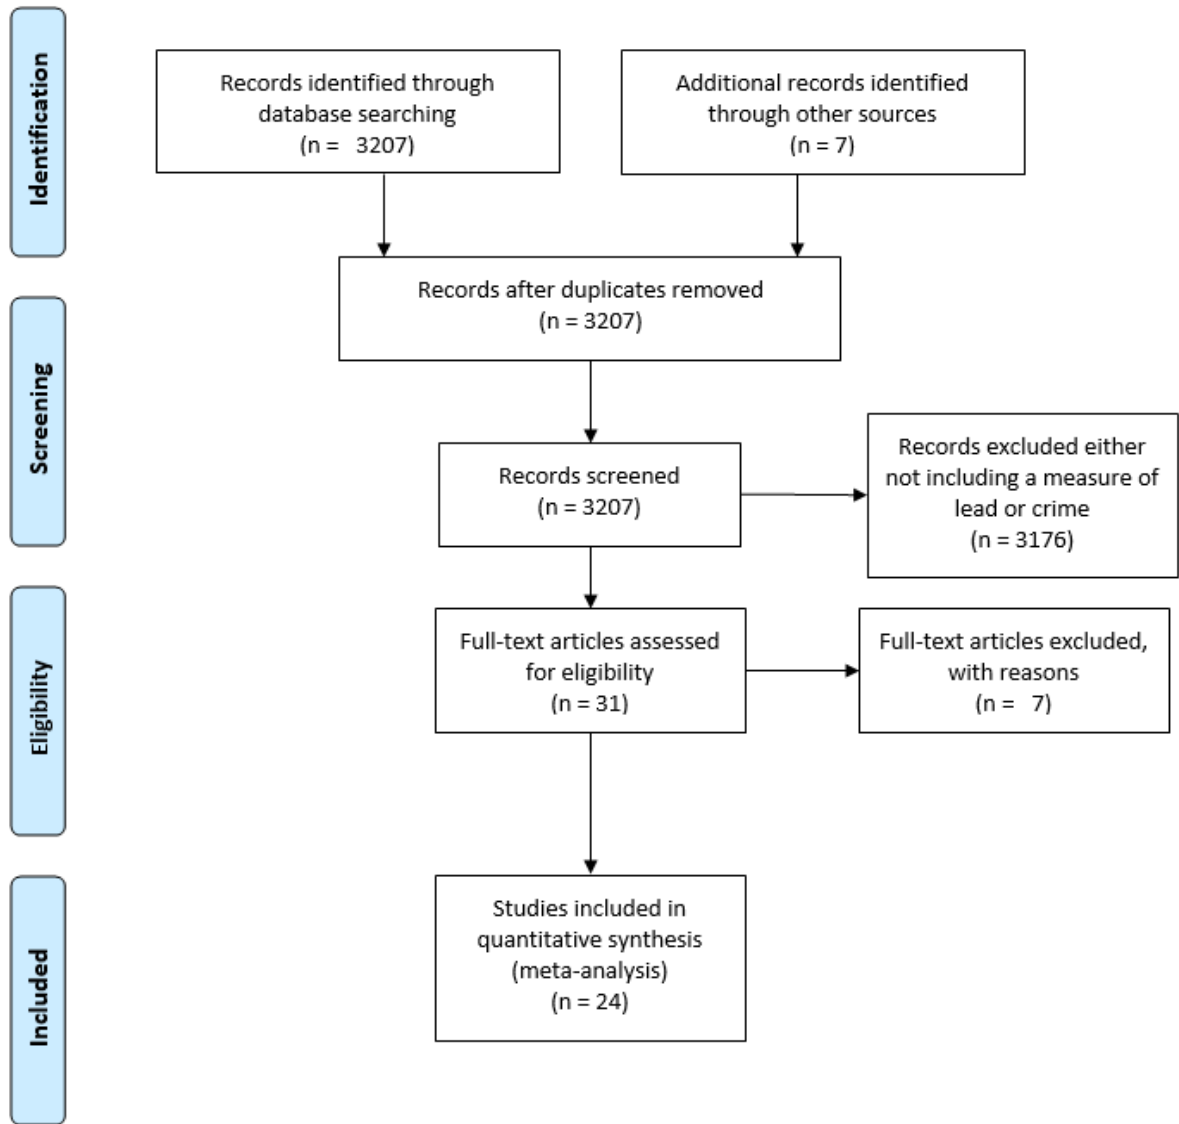 Identification
Records identified through
database searching
(n = 3207)
Additional records identified
through other sources
(n = 7)
Records after duplicates removed
(n = 3207)
Screening
Records screened
(n = 3207)
Records excluded either
not including a measure of
lead or crime
(n = 3176)
Eligibility
Full-text articles assessed
for eligibility
(n = 31)
Full-text articles excluded,
with reasons
(n = 7)
Included
Studies included in
quantitative synthesis
(meta-analysis)
(n = 24)